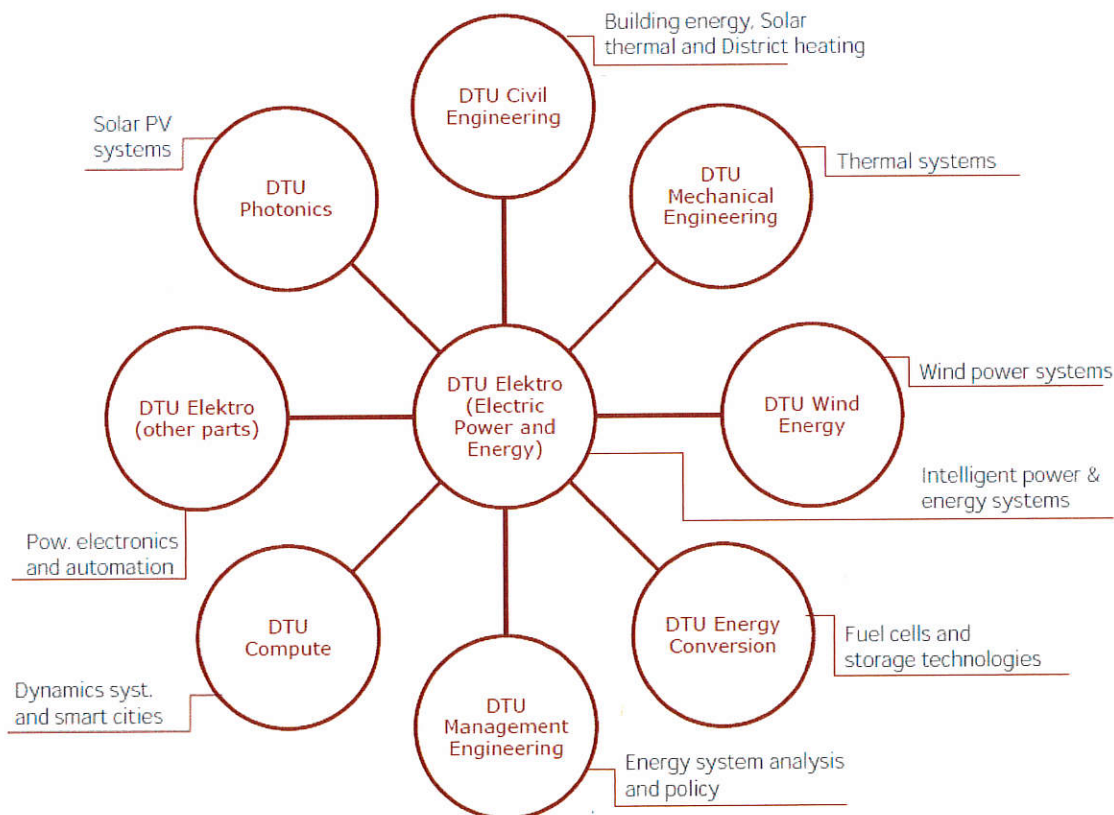 Building energy, Solar
thermal and District heating
DTU Civil
Engineering
Solar PV
systems
DTU
Photonics
Thermal systems
DTU
Mechanical
Engineering
DTU Elektro
(other parts)
DTU Elektro
(Electric
Power and
Energy)
Wind power systems
DTU Wind
Energy
Intelligent power &
energy systems
Pow. electronics
and automation
DTU
Compute
DTU Energy
Conversion
Fuel cells and
storage technologies
Dynamics syst.
and smart cities
DTU
Management
Engineering
Energy system analysis
and policy